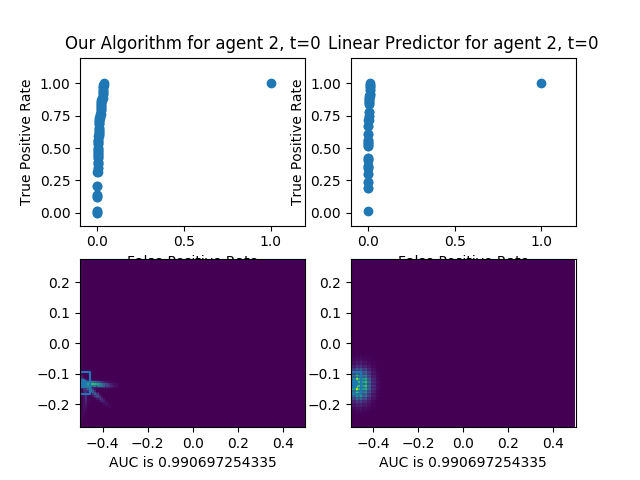 Our Algorithm for agent 2, t=0
Linear Predictor for agent 2, t=0
True Positive Rate
1.00
0.75
0.50
0.25
0.00
0.0 0.5 1.0
False Positive Rate
True Positive Rate
1.00
0.75
0.50
0.25
0.00
0.0 0.5 1.0
False Positive Rate
0.2
0.1
0.0
−0.1
−0.2
−0.4 −0.2 0.0 0.2 0.4
AUC is 0.990697254335
0.2
0.1
0.0
−0.1
−0.2
−0.4 −0.2 0.0 0.2 0.4
AUC is 0.990697254335